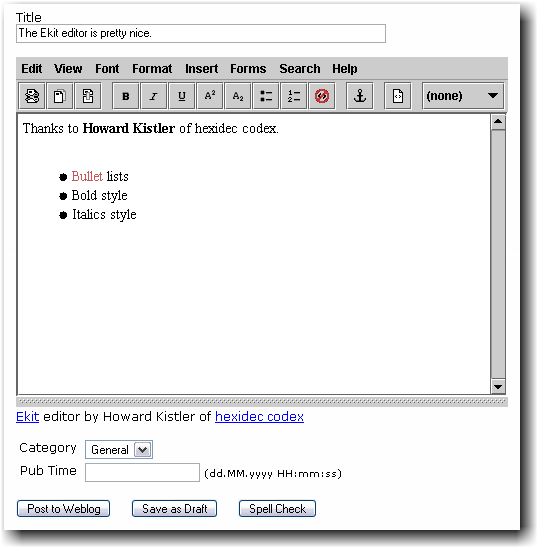 Title
The Ekit editor is pretty nice.
Edit View Font Format Insert Forms Search Help
B I U A² A₂ (none)
Thanks to Howard Kistler of hexidec codex.
Bullet lists
Bold style
Italics style
Ekit editor by Howard Kistler of hexidec codex
Category General
Pub Time (dd.MM.yyyy HH:mm:ss)
Post to Weblog Save as Draft Spell Check